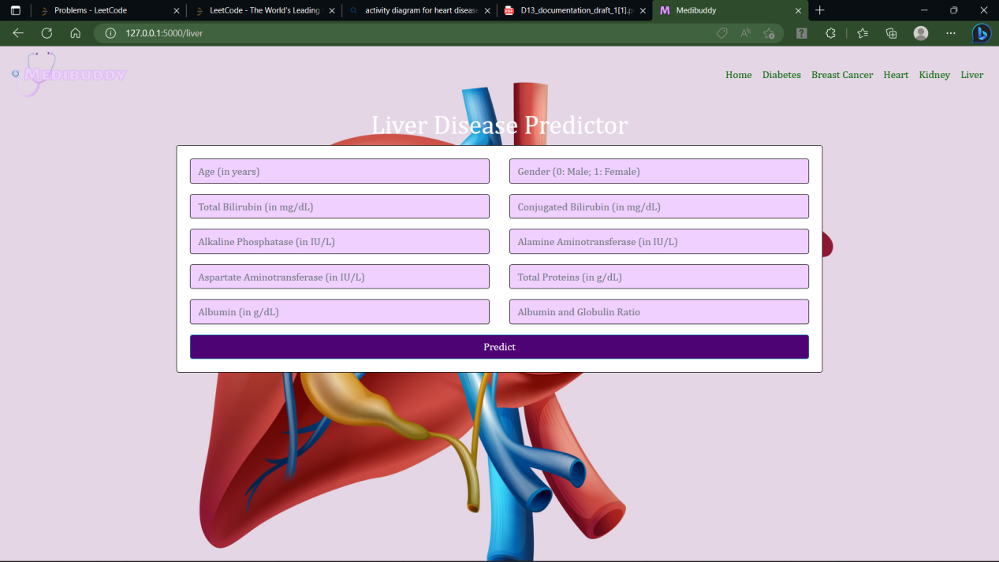 Problems - LeetCode
LeetCode - The World's Leading
activity diagram for heart disease
D13_documentation_draft_1[1].p
Medibuddy
127.0.0.1:5000/liver
MEDIBUDDY
Home Diabetes Breast Cancer Heart Kidney Liver
Liver Disease Predictor
Age (in years) Gender (0: Male; 1: Female)
Total Bilirubin (in mg/dL) Conjugated Bilirubin (in mg/dL)
Alkaline Phosphatase (in IU/L) Alamine Aminotransferase (in IU/L)
Aspartate Aminotransferase (in IU/L) Total Proteins (in g/dL)
Albumin (in g/dL) Albumin and Globulin Ratio
Predict